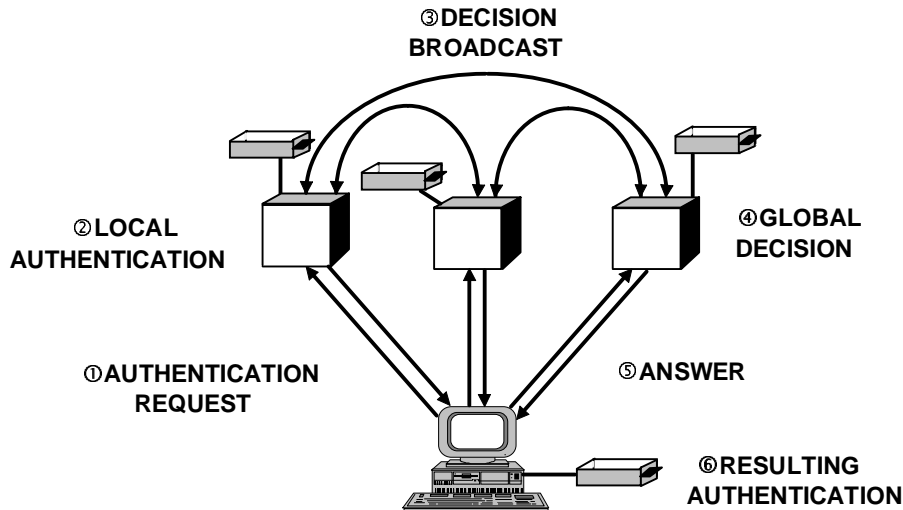 ③DECISION
BROADCAST
②LOCAL
AUTHENTICATION
④GLOBAL
DECISION
①AUTHENTICATION
REQUEST
⑤ANSWER
⑥RESULTING
AUTHENTICATION